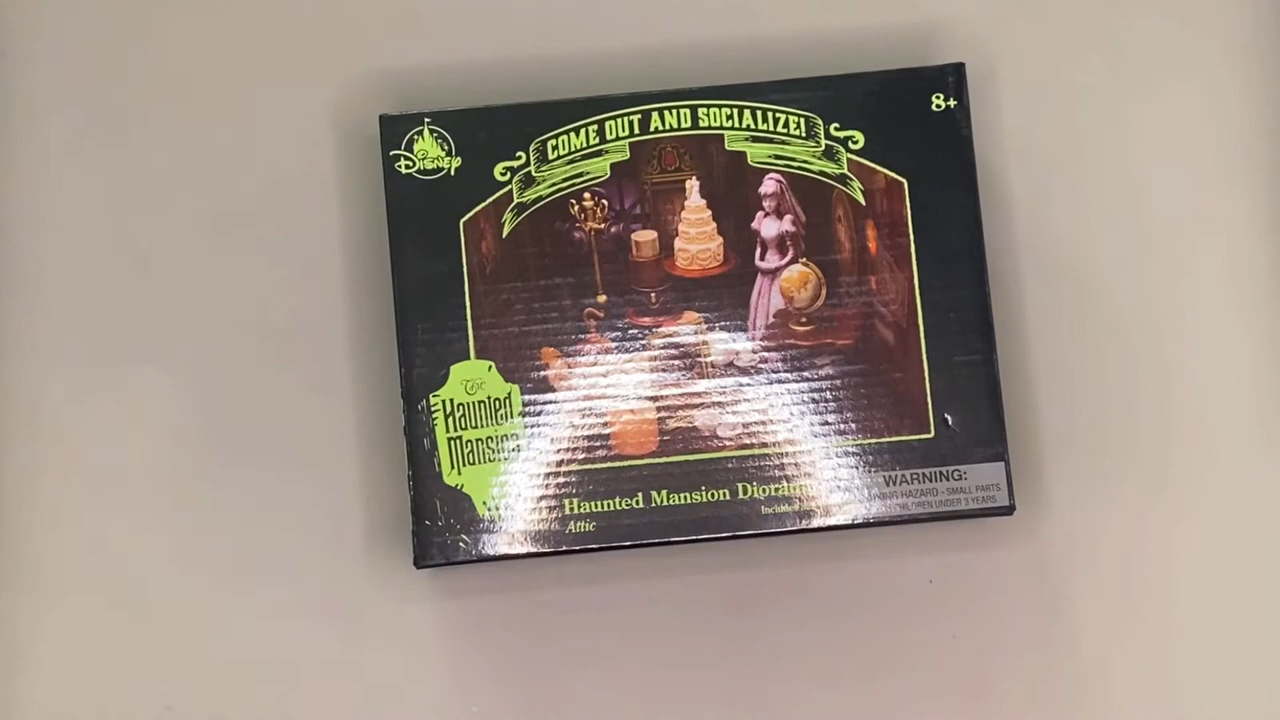 8+
COME OUT AND SOCIALIZE!
DISNEY
The
Haunted
Mansion
WARNING:
HAZARD - SMALL PARTS
CHILDREN UNDER 3 YEARS.
Haunted Mansion
Attic